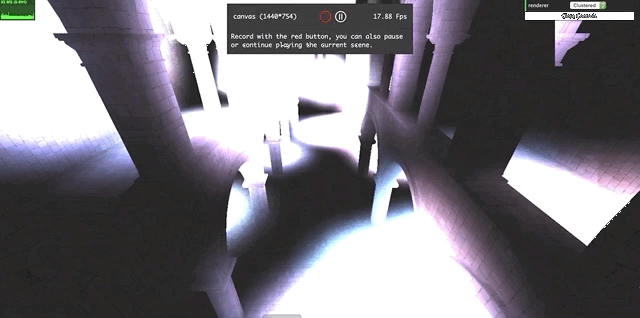 canvas (1440*754)
17.88 Fps
Record with the red button, you can also pause
or continue playing the current scene.
renderer
Clustered